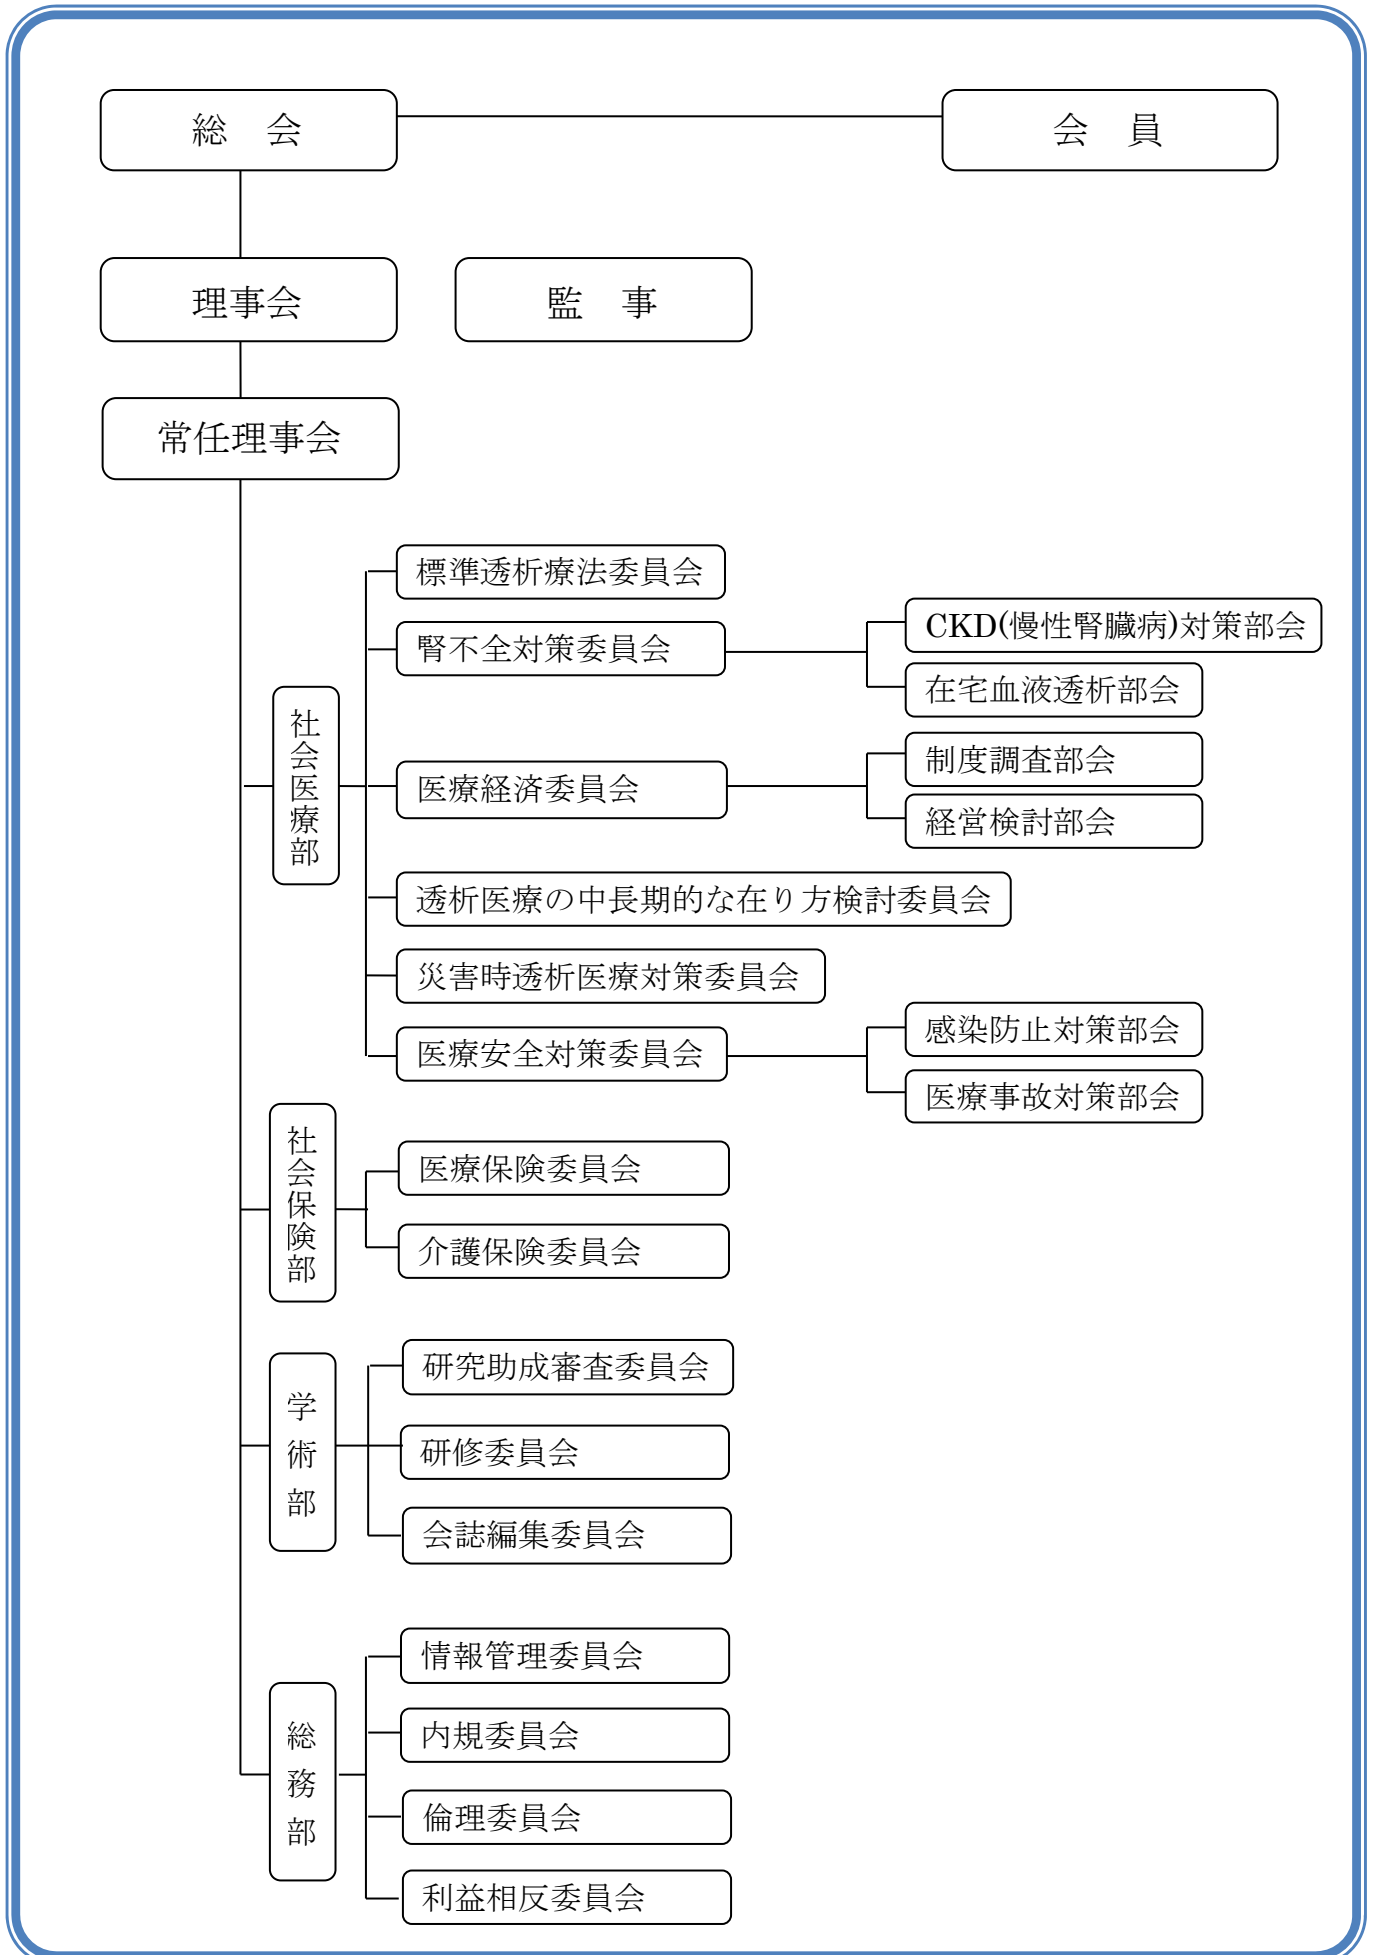 総　会
会　員
理事会
監　事
常任理事会
社会医療部
標準透析療法委員会
腎不全対策委員会
CKD(慢性腎臓病)対策部会
在宅血液透析部会
医療経済委員会
制度調査部会
経営検討部会
透析医療の中長期的な在り方検討委員会
災害時透析医療対策委員会
医療安全対策委員会
感染防止対策部会
医療事故対策部会
社会保険部
医療保険委員会
介護保険委員会
学術部
研究助成審査委員会
研修委員会
会誌編集委員会
総務部
情報管理委員会
内規委員会
倫理委員会
利益相反委員会